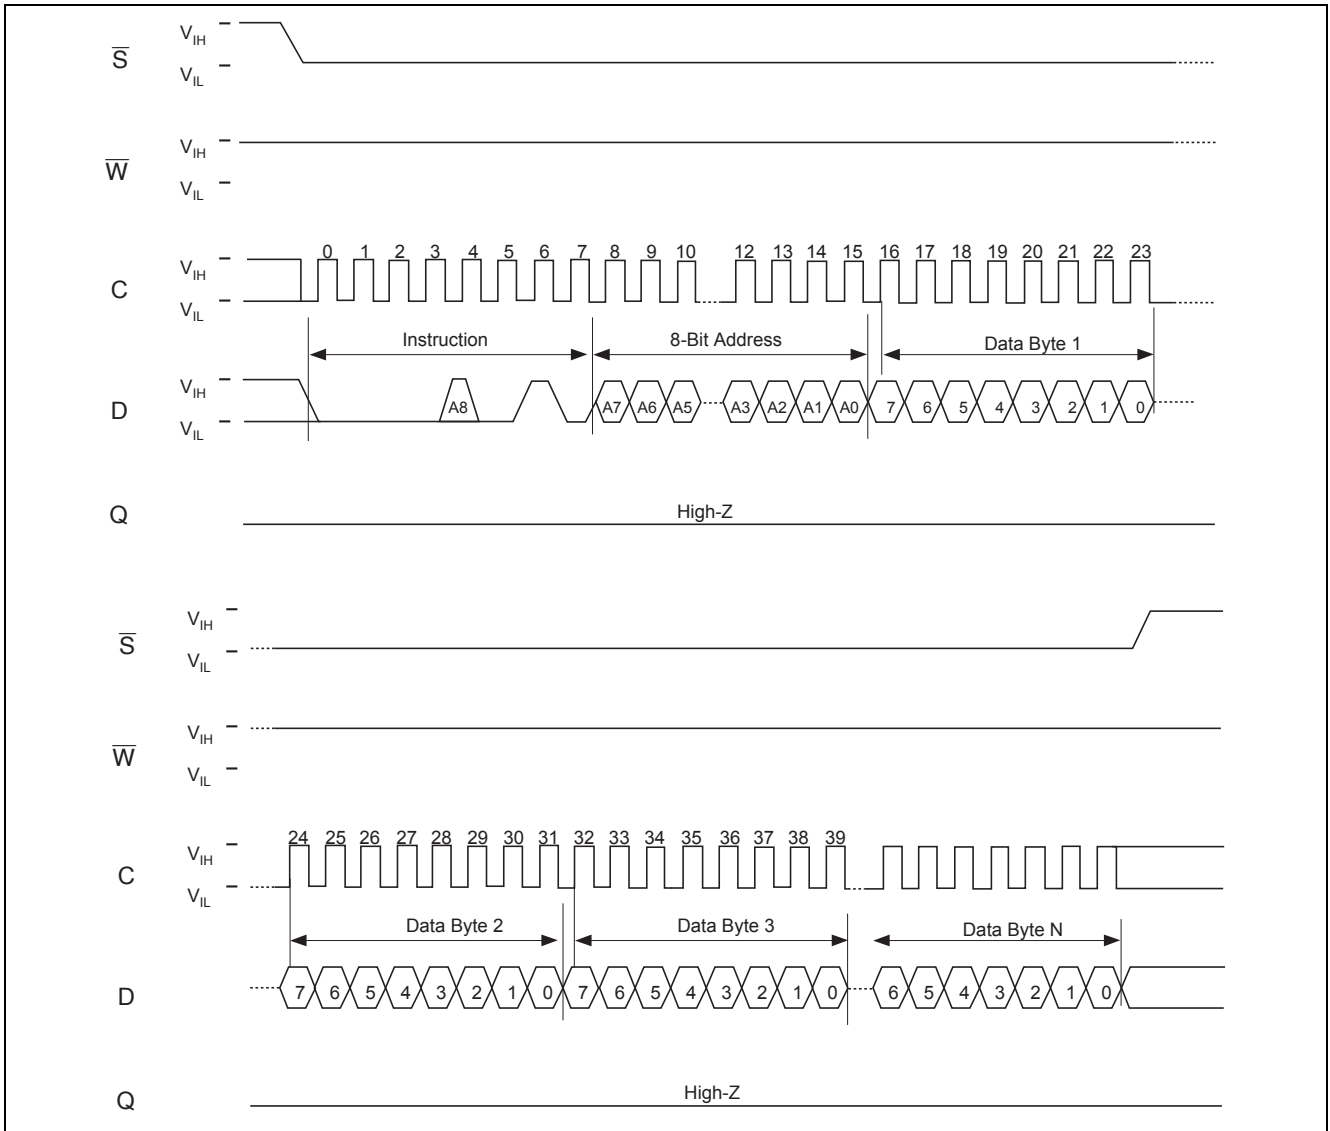 VIH
S̅
VIL
VIH
W̅
VIL
0 1 2 3 4 5 6 7 8 9 10 12 13 14 15 16 17 18 19 20 21 22 23
VIH
C
VIL
Instruction 8-Bit Address Data Byte 1
VIH
D A8 A7 A6 A5 A3 A2 A1 A0 7 6 5 4 3 2 1 0
VIL
Q High-Z
VIH
S̅
VIL
VIH
W̅
VIL
24 25 26 27 28 29 30 31 32 33 34 35 36 37 38 39
VIH
C
VIL
Data Byte 2 Data Byte 3 Data Byte N
D 7 6 5 4 3 2 1 0 7 6 5 4 3 2 1 0 6 5 4 3 2 1 0
Q High-Z